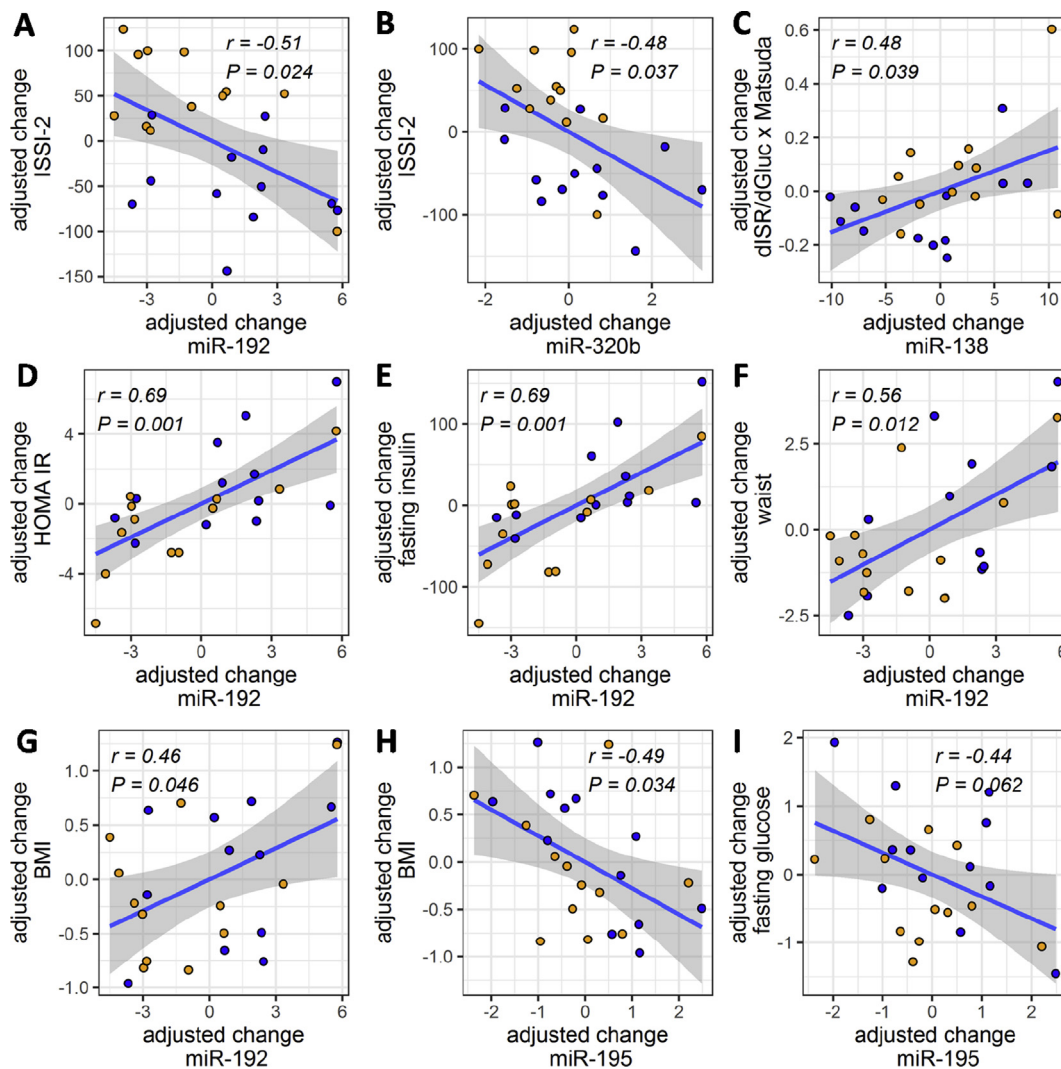 A
r = -0.51
P = 0.024
adjusted change
ISSI-2
100
50
0
-50
-100
-150
-3 0 3 6
adjusted change
miR-192
B
r = -0.48
P = 0.037
adjusted change
ISSI-2
100
0
-100
-2 0 2
adjusted change
miR-320b
C
r = 0.48
P = 0.039
adjusted change
dISR/dGluc x Matsuda
0.6
0.4
0.2
0.0
-0.2
-10 -5 0 5 10
adjusted change
miR-138
D
r = 0.69
P = 0.001
adjusted change
HOMA IR
4
0
-4
-3 0 3 6
adjusted change
miR-192
E
r = 0.69
P = 0.001
adjusted change
fasting insulin
100
0
-100
-3 0 3 6
adjusted change
miR-192
F
r = 0.56
P = 0.012
adjusted change
waist
2.5
0.0
-2.5
-3 0 3 6
adjusted change
miR-192
G
r = 0.46
P = 0.046
adjusted change
BMI
1.0
0.5
0.0
-0.5
-1.0
-3 0 3 6
adjusted change
miR-192
H
r = -0.49
P = 0.034
adjusted change
BMI
1.0
0.5
0.0
-0.5
-1.0
-2 -1 0 1 2
adjusted change
miR-195
I
r = -0.44
P = 0.062
adjusted change
fasting glucose
2
1
0
-1
-2 -1 0 1 2
adjusted change
miR-195